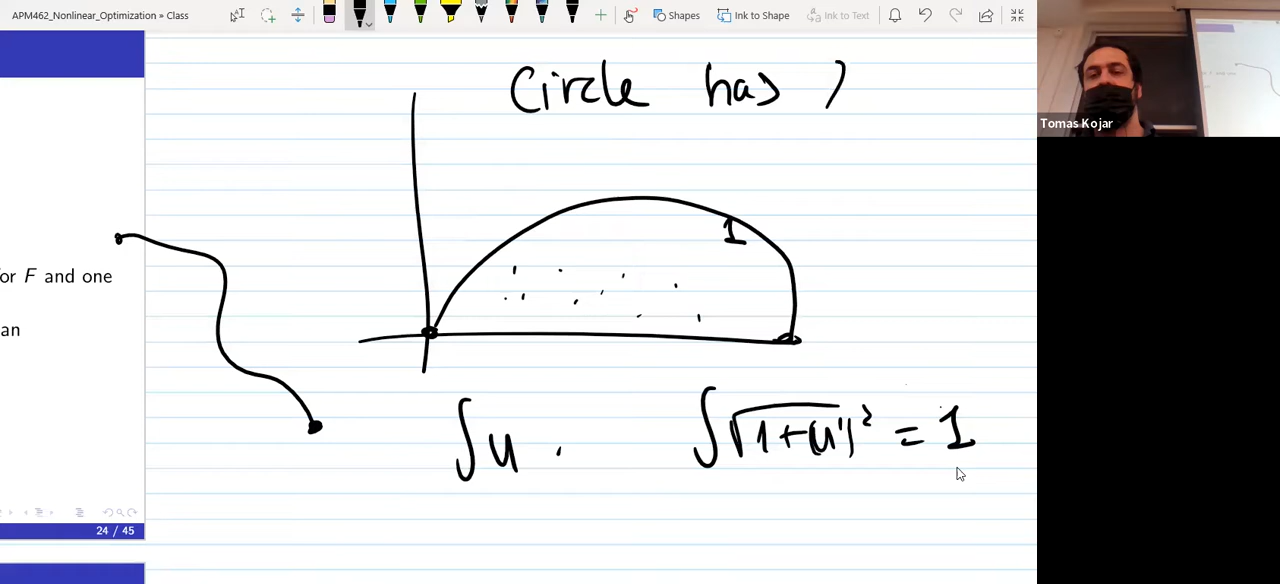 APM462_Nonlinear_Optimization » Class
Shapes
Ink to Shape
Ink to Text
Tomas Kojar
Circle has
or F and one
an
1
∫u . ∫√1+(u')² = 1
24 / 45